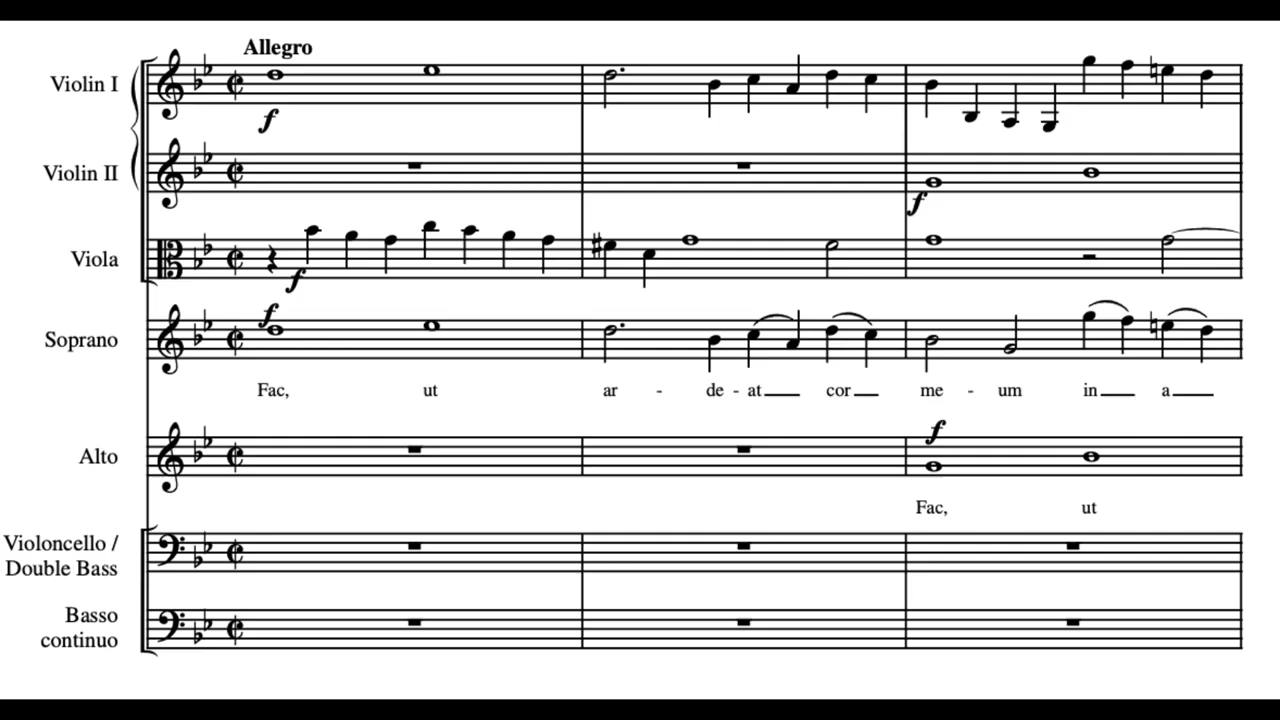 Allegro
Violin I
f
Violin II
f
Viola
f
f
Soprano
Fac, ut ar - de - at cor me - um in a
f
Alto
Fac, ut
Violoncello /
Double Bass
Basso
continuo